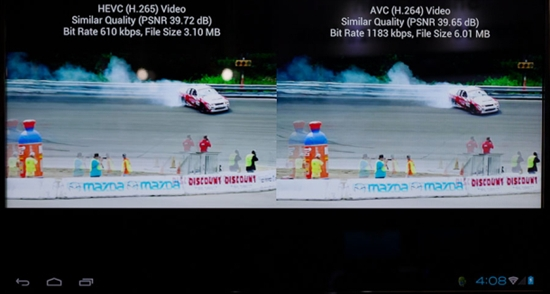 HEVC (H.265) Video
Similar Quality (PSNR 39.72 dB)
Bit Rate 610 kbps, File Size 3.10 MB
AVC (H.264) Video
Similar Quality (PSNR 39.65 dB)
Bit Rate 1183 kbps, File Size 6.01 MB
mazda mazda DISCOUNT DISCOUNT
mazda mazda DISCOUNT DISCOUNT
4:08